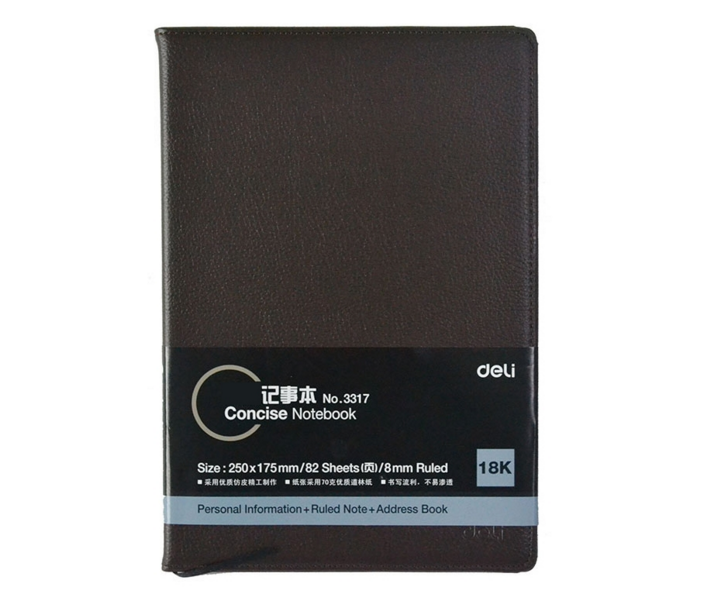 deli
记事本 No.3317
Concise Notebook
Size : 250x175mm/82 Sheets(页)/8mm Ruled
18K
■ 采用优质仿皮精工制作 ■ 纸张采用70克优质道林纸 ■ 书写流利，不易渗透
Personal Information+Ruled Note+Address Book
deli